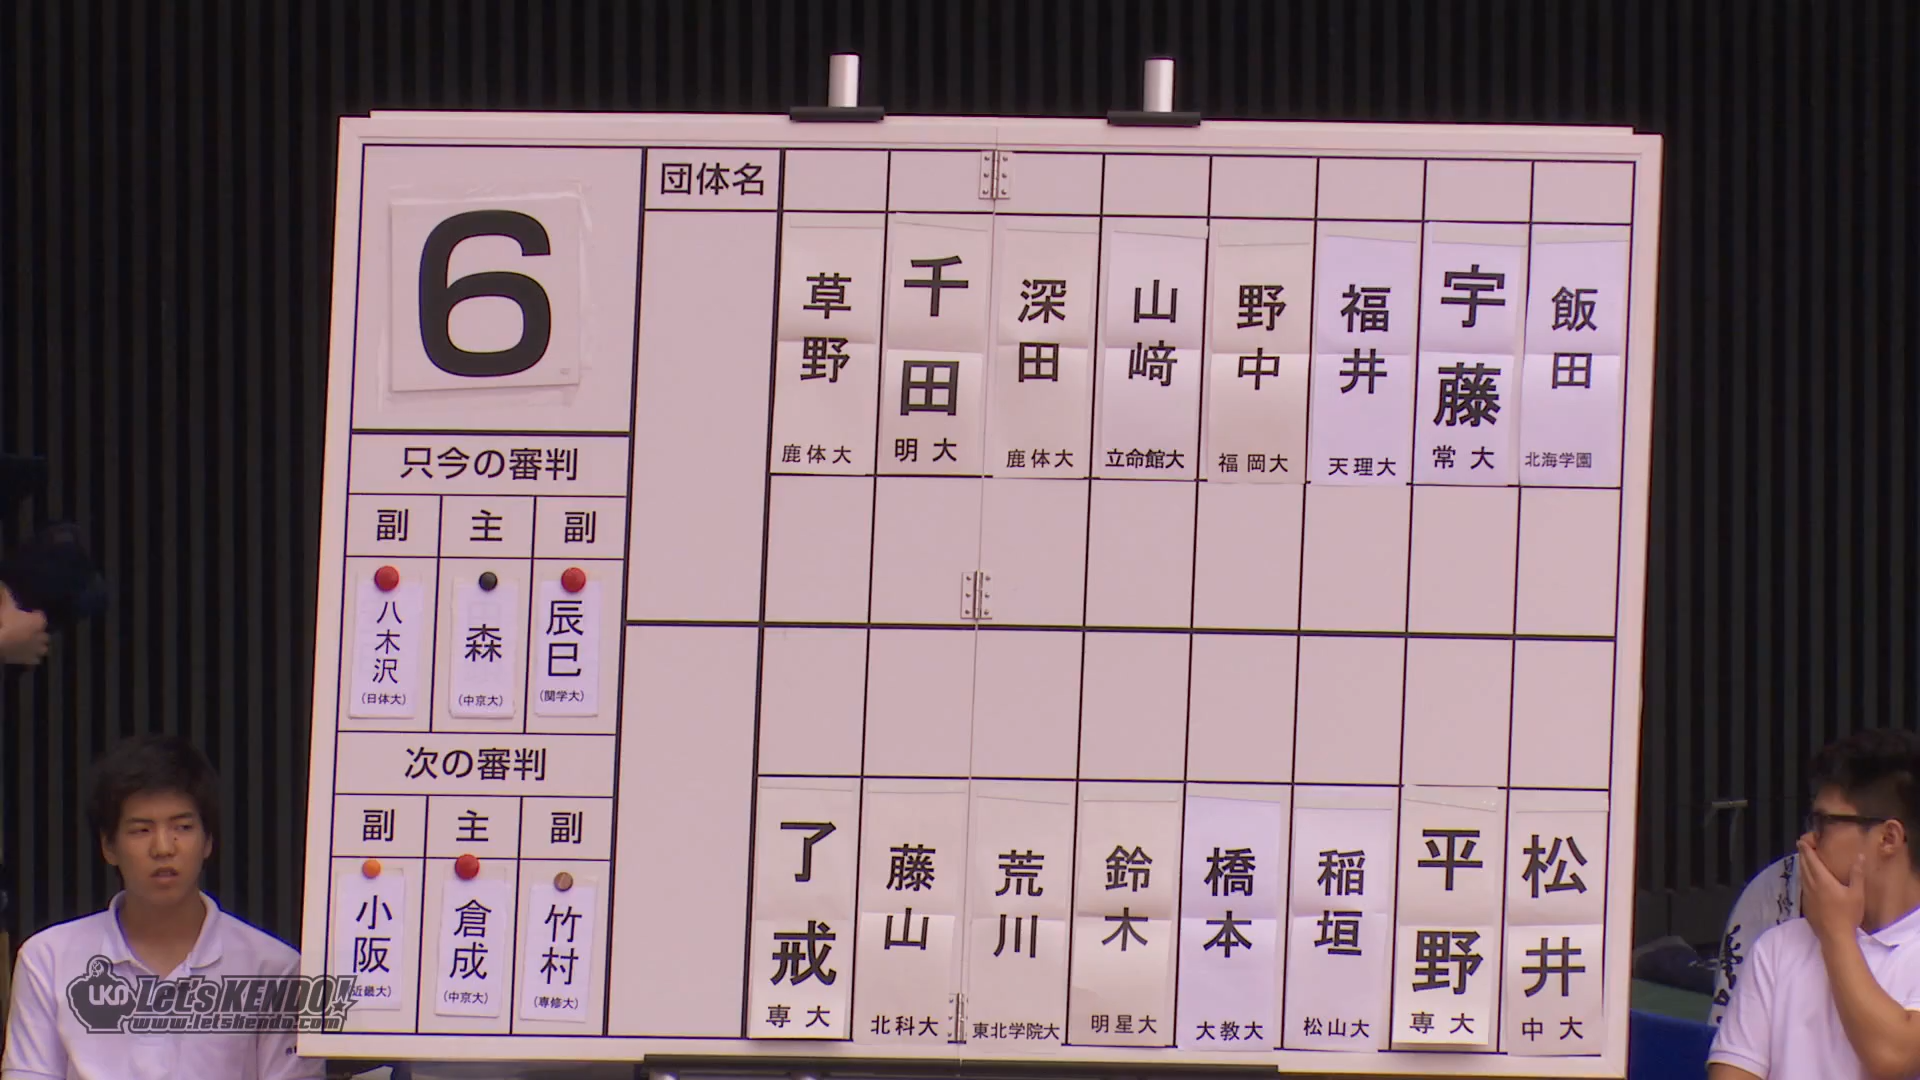 6
団体名
草野
鹿体大
千田
明大
深田
鹿体大
山﨑
立命館大
野中
福岡大
福井
天理大
宇藤
常大
飯田
北海学園
只今の審判
副
主
副
八木沢
(日体大)
森
(中京大)
辰巳
(関学大)
次の審判
副
主
副
小阪
近畿大)
倉成
(中京大)
竹村
(専修大)
了戒
専大
藤山
北科大
荒川
東北学院大
鈴木
明星大
橋本
大教大
稲垣
松山大
平野
専大
松井
中大
LKD Let's KENDO!
www.letskendo.com